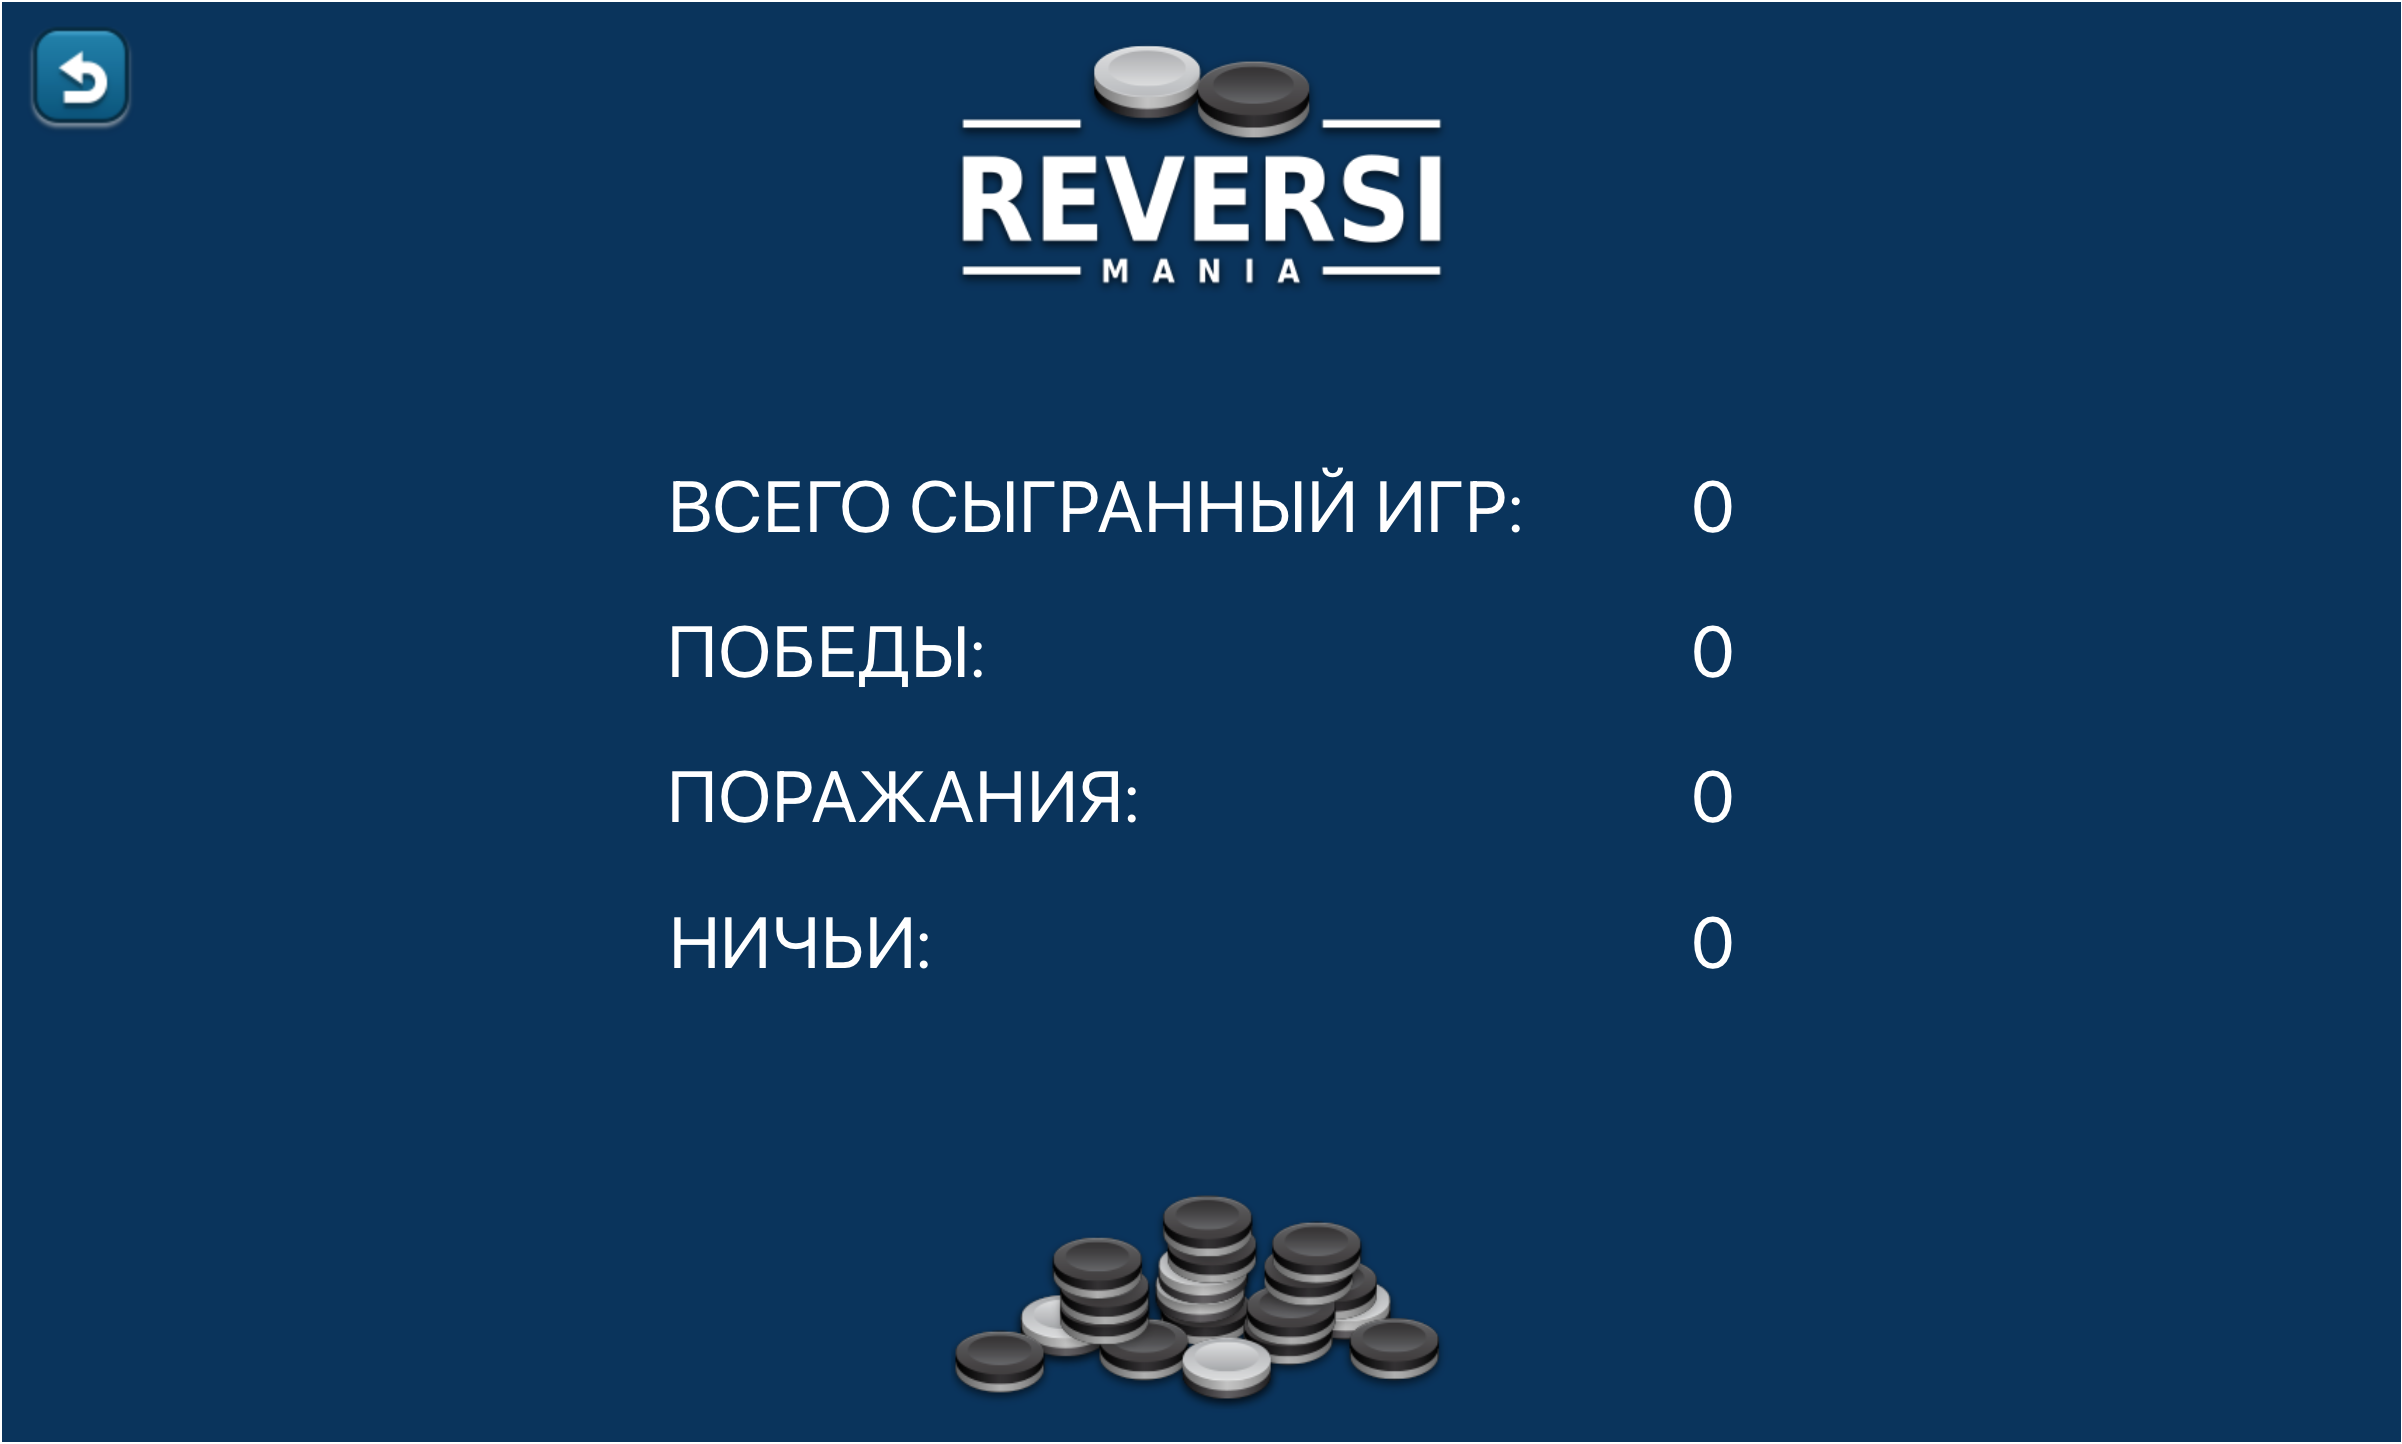 REVERSI
MANIA
ВСЕГО СЫГРАННЫЙ ИГР: 0
ПОБЕДЫ: 0
ПОРАЖАНИЯ: 0
НИЧЬИ: 0